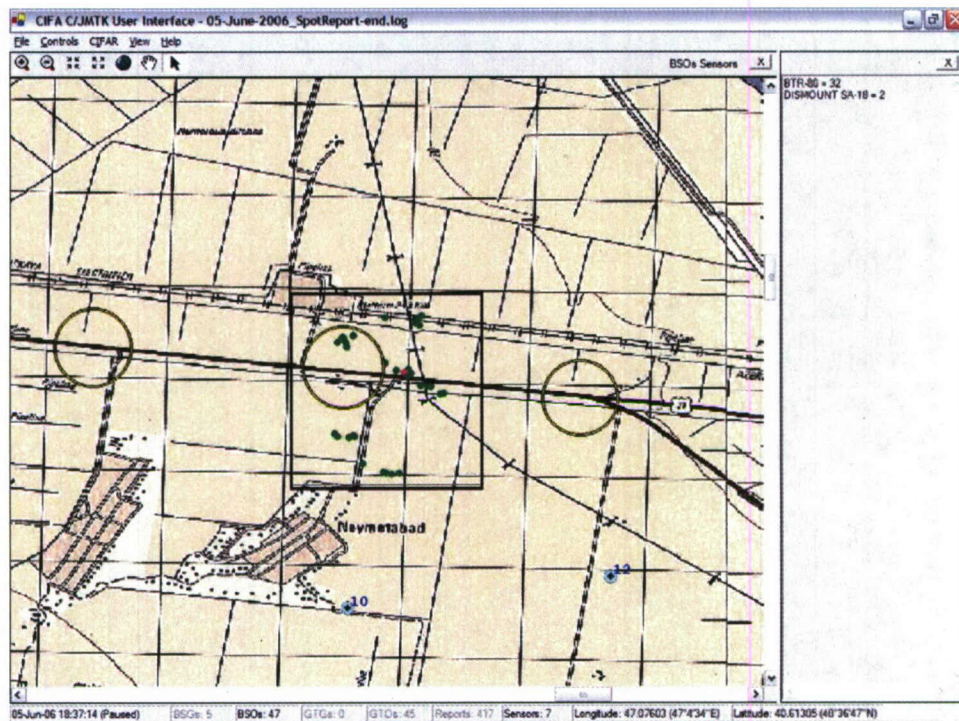 CIFA C/JMTK User Interface - 05-June-2006_SpotReport-end.log
File Controls CIFAR View Help
BSOs Sensors X
X
BTR-80 = 32
DISMOUNT SA-18 = 2
Neymetabad
12
10
05-Jun-06 18:37:14 (Paused) BSGs: 5 BSOs: 47 GTGs: 0 GTOs: 45 Reports: 417 Sensors: 7 Longitude: 47.07603 (47°4'34"E) Latitude: 40.61305 (40°36'47"N)